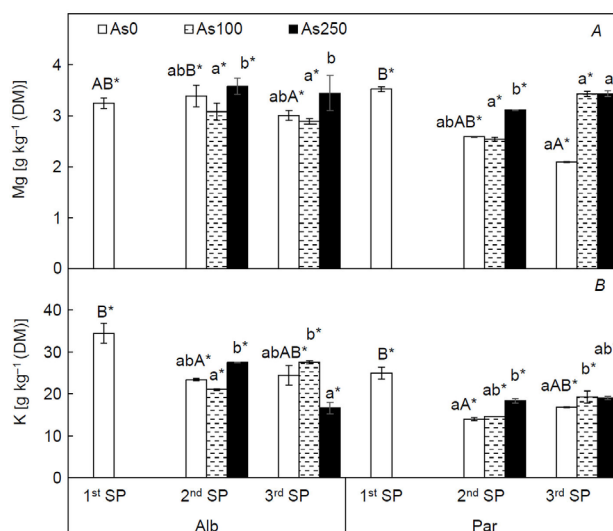 As0 As100 As250
A
Mg [g kg⁻¹ (DM)]
5
4
3
2
1
0
AB*
abB*
a*
b*
abA*
a*
b
B*
abAB*
a*
b*
aA*
a*
a
B
K [g kg⁻¹ (DM)]
40
30
20
10
0
B*
abA*
a*
b*
abAB*
b*
a*
B*
aA*
ab*
b*
aAB*
b*
ab
1ˢᵗ SP 2ⁿᵈ SP 3ʳᵈ SP 1ˢᵗ SP 2ⁿᵈ SP 3ʳᵈ SP
Alb Par